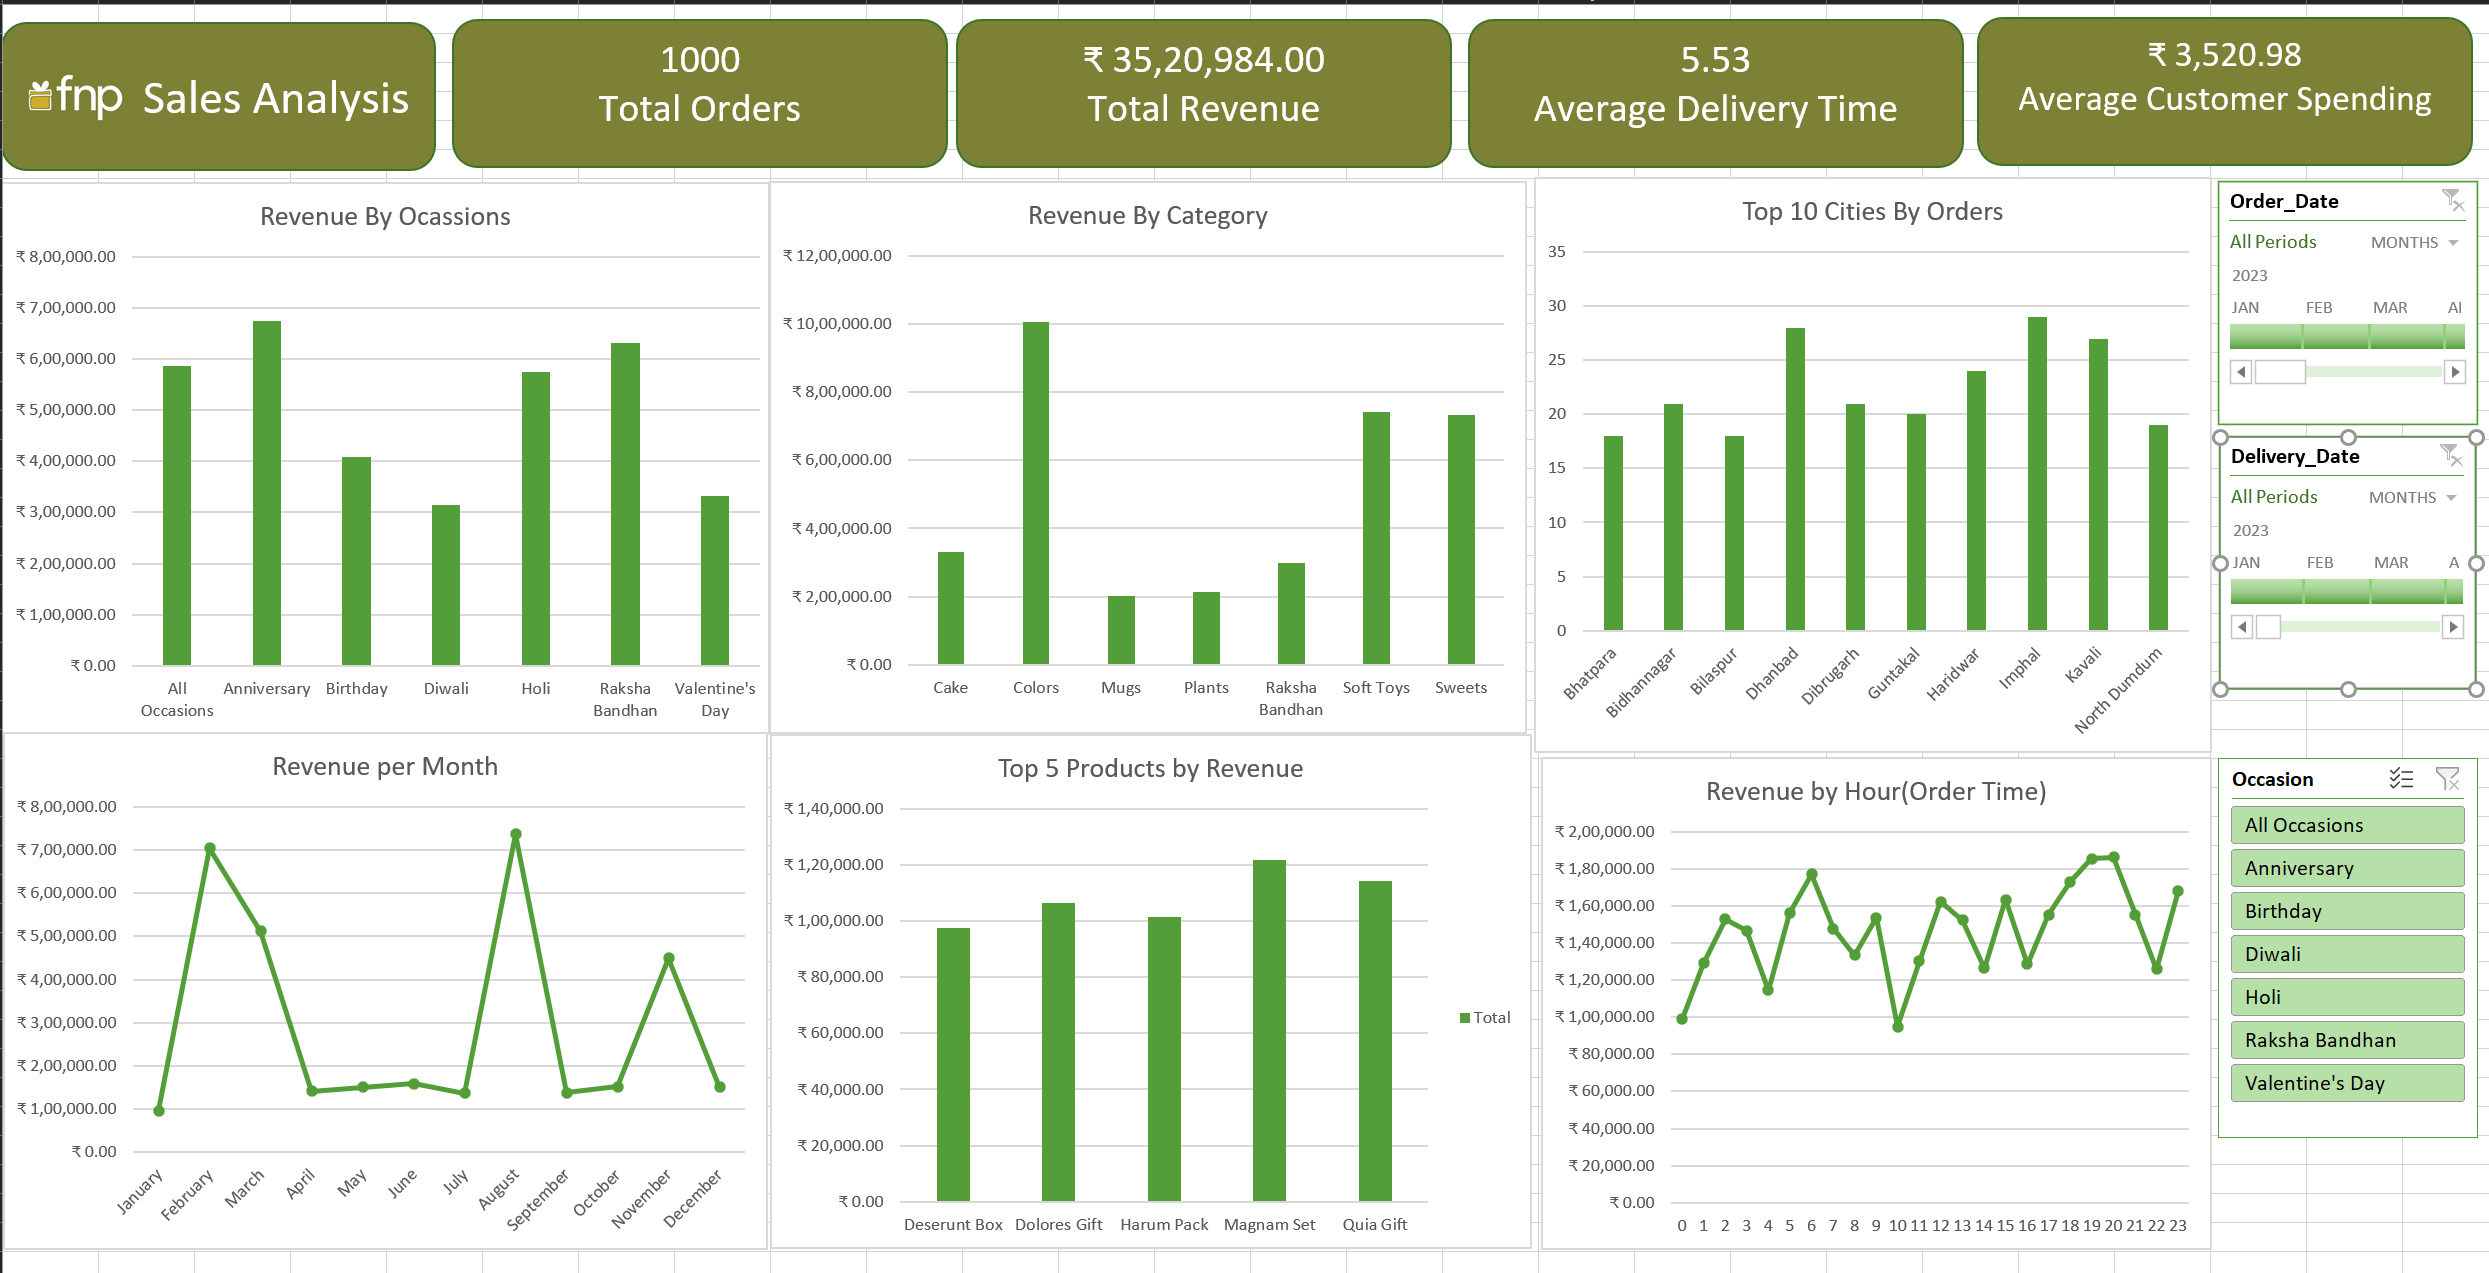 fnp Sales Analysis
1000
Total Orders
₹ 35,20,984.00
Total Revenue
5.53
Average Delivery Time
₹ 3,520.98
Average Customer Spending
Revenue By Ocassions
₹ 8,00,000.00
₹ 7,00,000.00
₹ 6,00,000.00
₹ 5,00,000.00
₹ 4,00,000.00
₹ 3,00,000.00
₹ 2,00,000.00
₹ 1,00,000.00
₹ 0.00
All Occasions
Anniversary
Birthday
Diwali
Holi
Raksha Bandhan
Valentine's Day
Revenue By Category
₹ 12,00,000.00
₹ 10,00,000.00
₹ 8,00,000.00
₹ 6,00,000.00
₹ 4,00,000.00
₹ 2,00,000.00
₹ 0.00
Cake
Colors
Mugs
Plants
Raksha Bandhan
Soft Toys
Sweets
Top 10 Cities By Orders
35
30
25
20
15
10
5
0
Bhatpara
Bidhannagar
Bilaspur
Dhanbad
Dibrugarh
Guntakal
Haridwar
Imphal
Kavali
North Dumdum
Order_Date
All Periods MONTHS
2023
JAN FEB MAR AI
Delivery_Date
All Periods MONTHS
2023
JAN FEB MAR A
Revenue per Month
₹ 8,00,000.00
₹ 7,00,000.00
₹ 6,00,000.00
₹ 5,00,000.00
₹ 4,00,000.00
₹ 3,00,000.00
₹ 2,00,000.00
₹ 1,00,000.00
₹ 0.00
January
February
March
April
May
June
July
August
September
October
November
December
Top 5 Products by Revenue
₹ 1,40,000.00
₹ 1,20,000.00
₹ 1,00,000.00
₹ 80,000.00
₹ 60,000.00
₹ 40,000.00
₹ 20,000.00
₹ 0.00
Deserunt Box Dolores Gift Harum Pack Magnam Set Quia Gift
Total
Revenue by Hour(Order Time)
₹ 2,00,000.00
₹ 1,80,000.00
₹ 1,60,000.00
₹ 1,40,000.00
₹ 1,20,000.00
₹ 1,00,000.00
₹ 80,000.00
₹ 60,000.00
₹ 40,000.00
₹ 20,000.00
₹ 0.00
0 1 2 3 4 5 6 7 8 9 10 11 12 13 14 15 16 17 18 19 20 21 22 23
Occasion
All Occasions
Anniversary
Birthday
Diwali
Holi
Raksha Bandhan
Valentine's Day